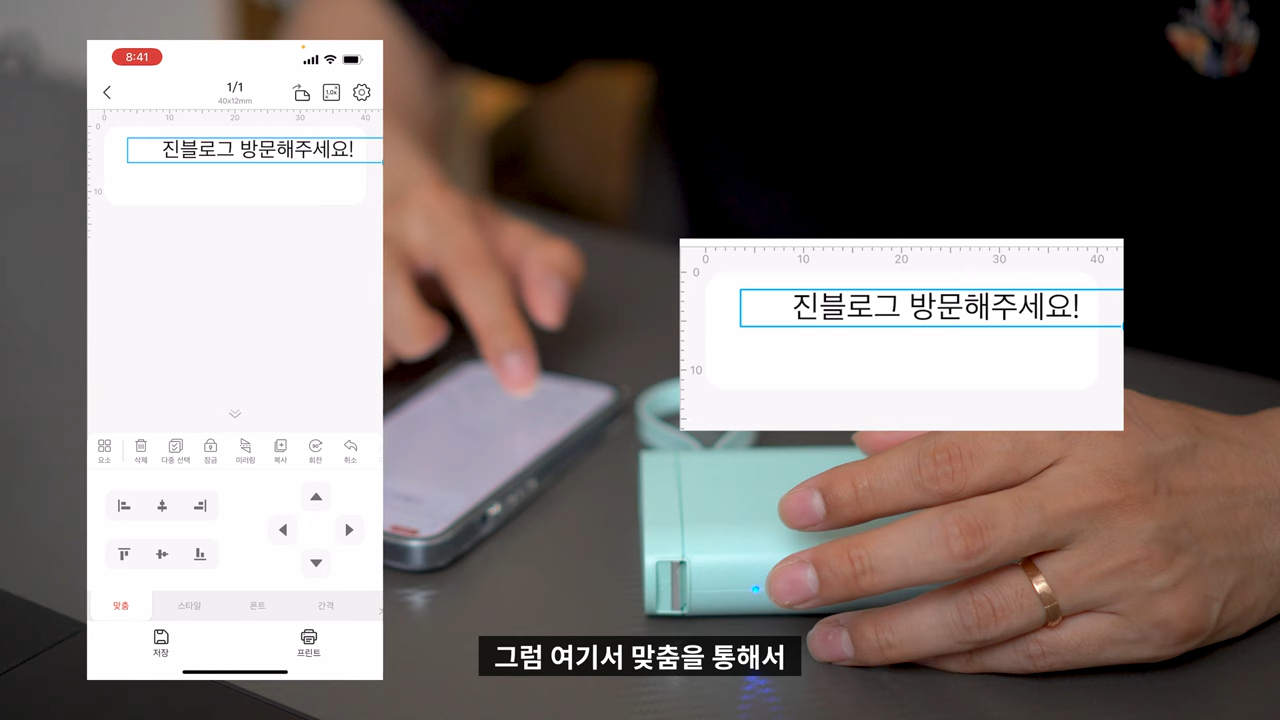 8:41
1/1
40x12mm
1.0x
0 10 20 30 40
0
진블로그 방문해주세요!
10
요소 삭제 다중 선택 잠금 미러링 복사 90° 회전 취소
맞춤 스타일 폰트 간격
저장 프린트
0 10 20 30 40
0
진블로그 방문해주세요!
10
그럼 여기서 맞춤을 통해서